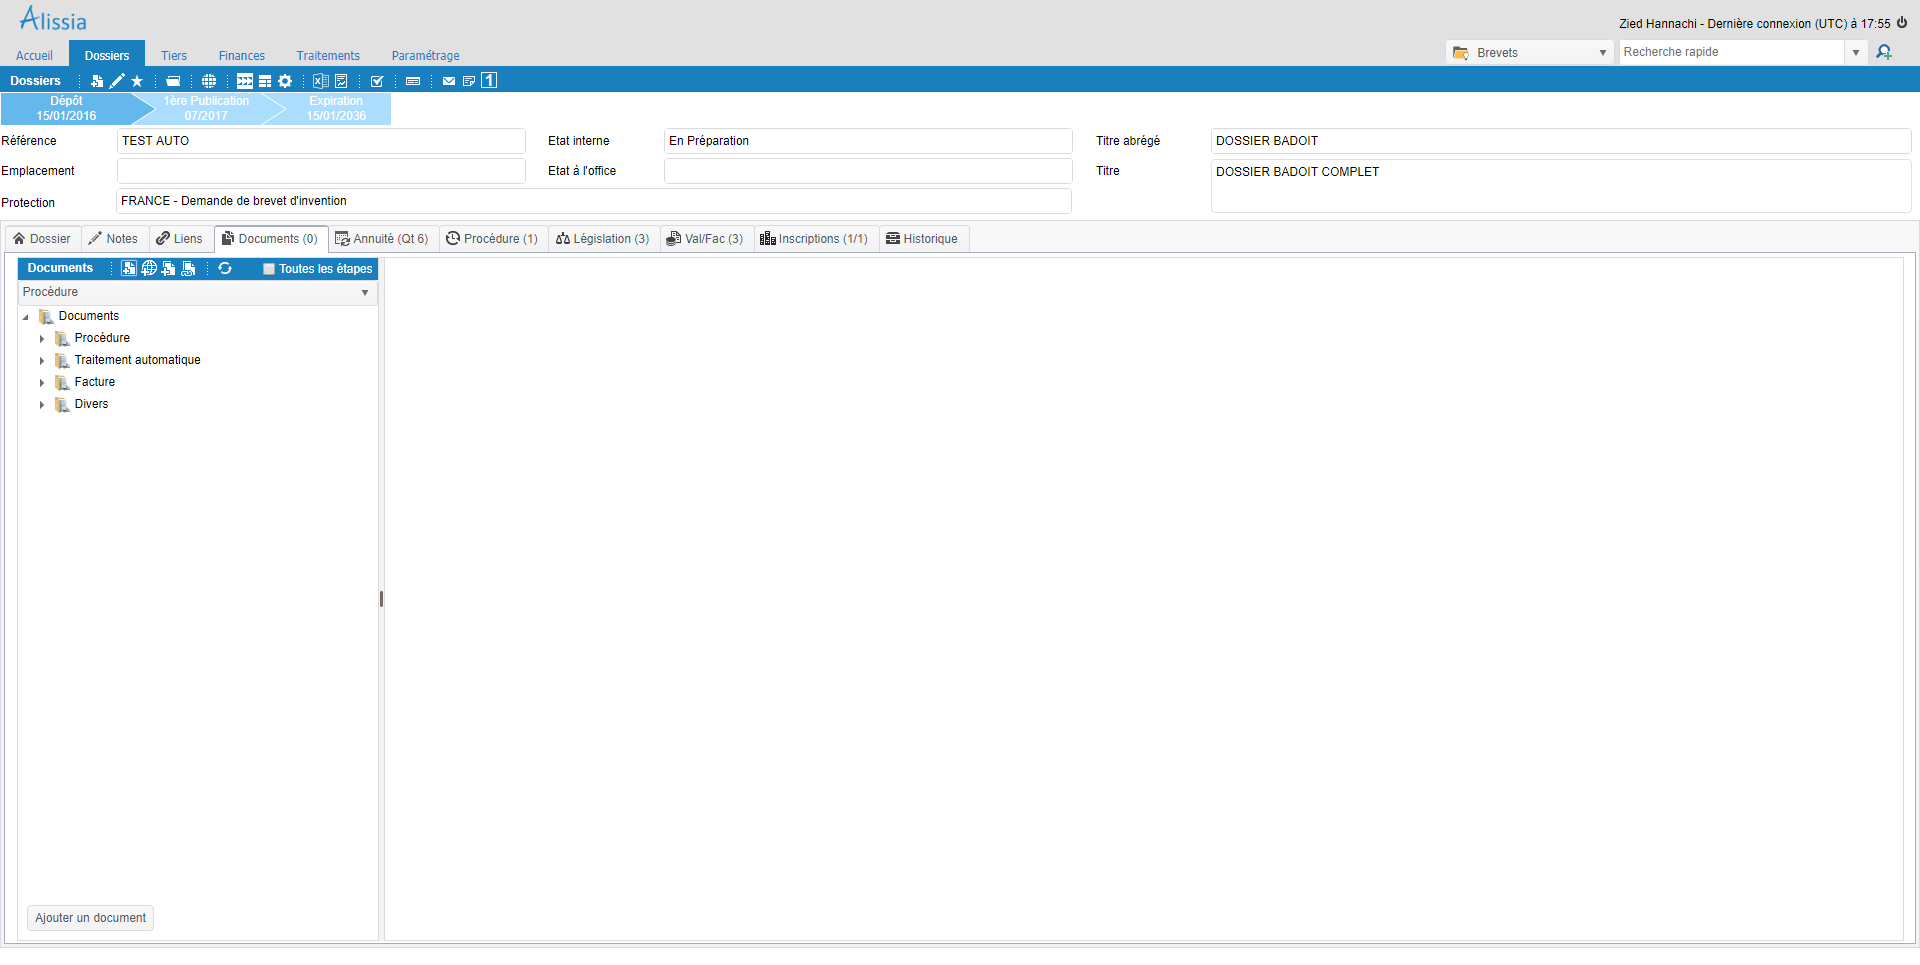 Alissia
Zied Hannachi - Dernière connexion (UTC) à 17:55
Accueil Dossiers Tiers Finances Traitements Paramétrage
Brevets Recherche rapide
Dossiers 1
Dépôt 1ère Publication Expiration
15/01/2016 07/2017 15/01/2036
Référence TEST AUTO Etat interne En Préparation Titre abrégé DOSSIER BADOIT
Emplacement Etat à l'office Titre DOSSIER BADOIT COMPLET
Protection FRANCE - Demande de brevet d'invention
Dossier Notes Liens Documents (0) Annuité (Qt 6) Procédure (1) Législation (3) Val/Fac (3) Inscriptions (1/1) Historique
Documents Toutes les étapes
Procédure
Documents
Procédure
Traitement automatique
Facture
Divers
Ajouter un document